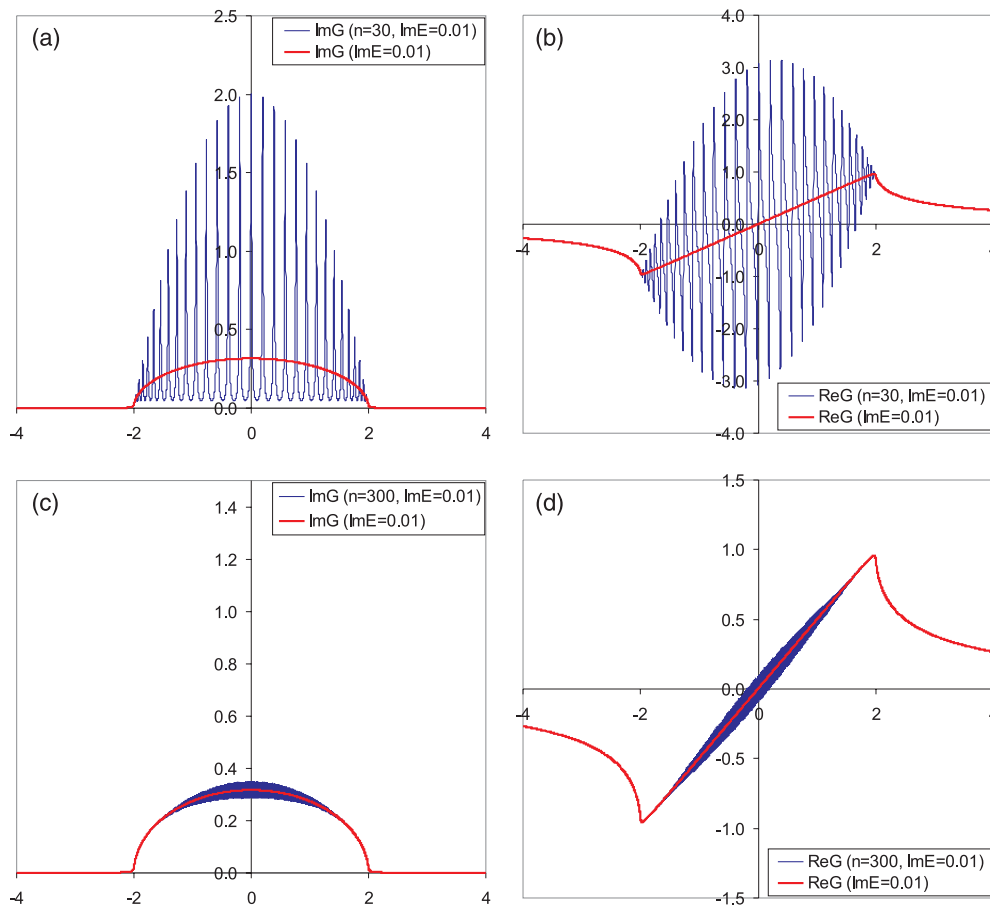 (a)
ImG (n=30, ImE=0.01)
ImG (ImE=0.01)
2.5
2.0
1.5
1.0
0.5
0.0
-4 -2 0 2 4
(b)
4.0
3.0
2.0
1.0
0.0
-1.0
-2.0
-3.0
-4.0
-4 -2 0 2 4
ReG (n=30, ImE=0.01)
ReG (ImE=0.01)
(c)
ImG (n=300, ImE=0.01)
ImG (ImE=0.01)
1.4
1.2
1.0
0.8
0.6
0.4
0.2
0.0
-4 -2 0 2 4
(d)
1.5
1.0
0.5
0.0
-0.5
-1.0
-1.5
-4 -2 0 2 4
ReG (n=300, ImE=0.01)
ReG (ImE=0.01)